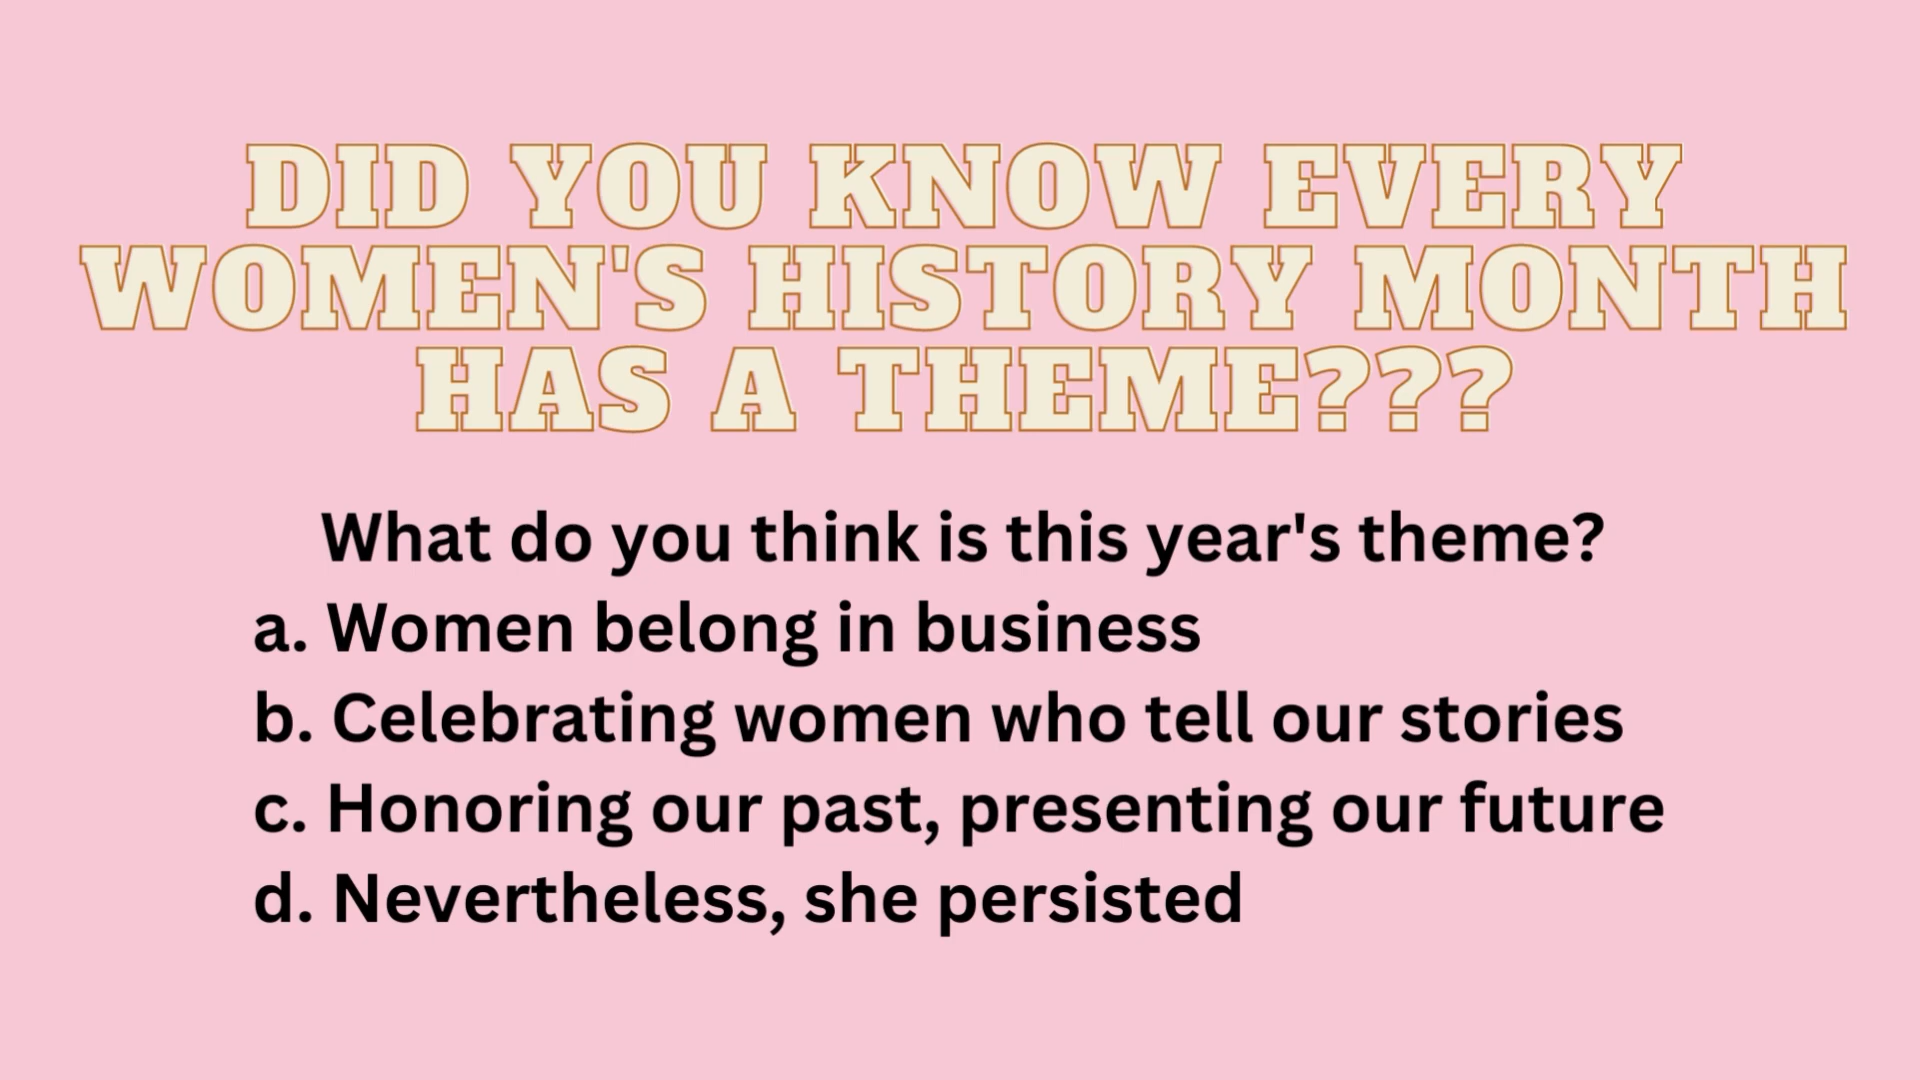 DID YOU KNOW EVERY
WOMEN'S HISTORY MONTH
HAS A THEME???
What do you think is this year's theme?
a. Women belong in business
b. Celebrating women who tell our stories
c. Honoring our past, presenting our future
d. Nevertheless, she persisted